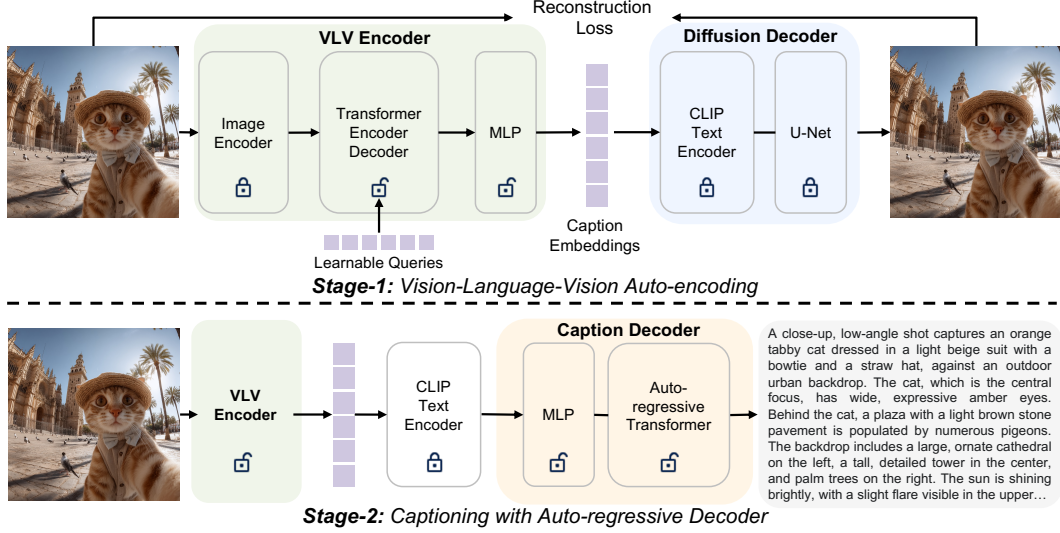 Reconstruction
Loss
VLV Encoder
Diffusion Decoder
Image
Encoder
Transformer
Encoder
Decoder
MLP
CLIP
Text
Encoder
U-Net
Learnable Queries
Caption
Embeddings
Stage-1: Vision-Language-Vision Auto-encoding
Caption Decoder
VLV
Encoder
CLIP
Text
Encoder
MLP
Auto-
regressive
Transformer
A close-up, low-angle shot captures an orange
tabby cat dressed in a light beige suit with a
bowtie and a straw hat, against an outdoor
urban backdrop. The cat, which is the central
focus, has wide, expressive amber eyes.
Behind the cat, a plaza with a light brown stone
pavement is populated by numerous pigeons.
The backdrop includes a large, ornate cathedral
on the left, a tall, detailed tower in the center,
and palm trees on the right. The sun is shining
brightly, with a slight flare visible in the upper…
Stage-2: Captioning with Auto-regressive Decoder